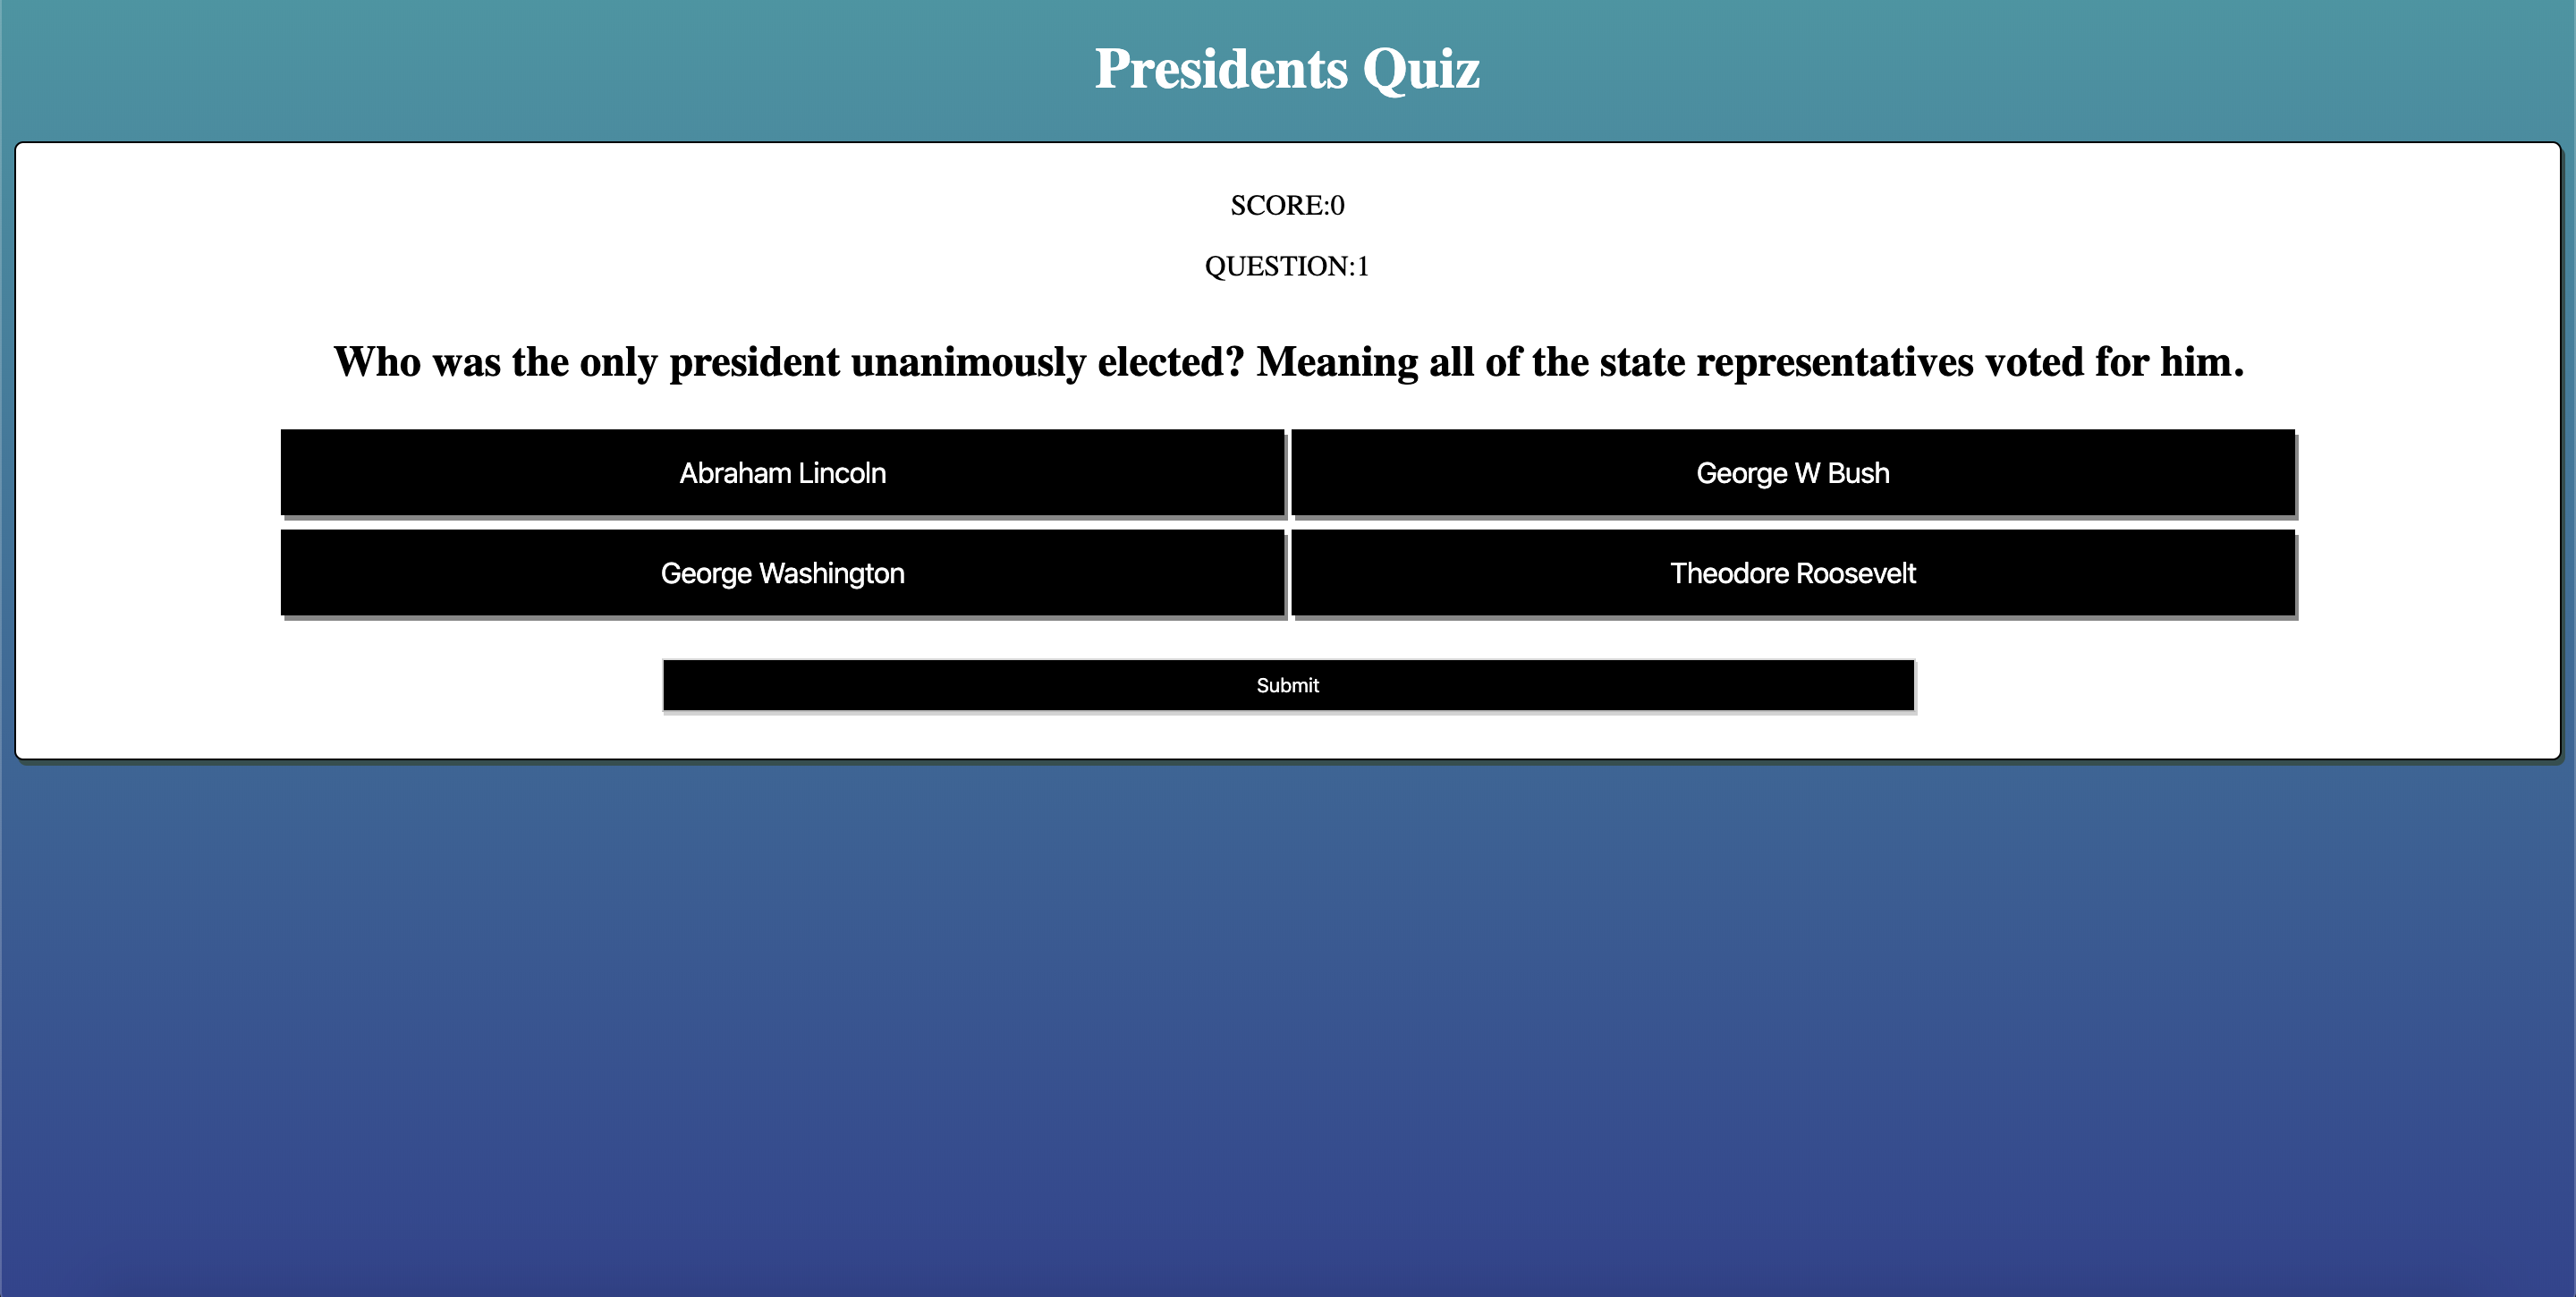 Presidents Quiz
SCORE:0
QUESTION:1
Who was the only president unanimously elected? Meaning all of the state representatives voted for him.
Abraham Lincoln
George W Bush
George Washington
Theodore Roosevelt
Submit